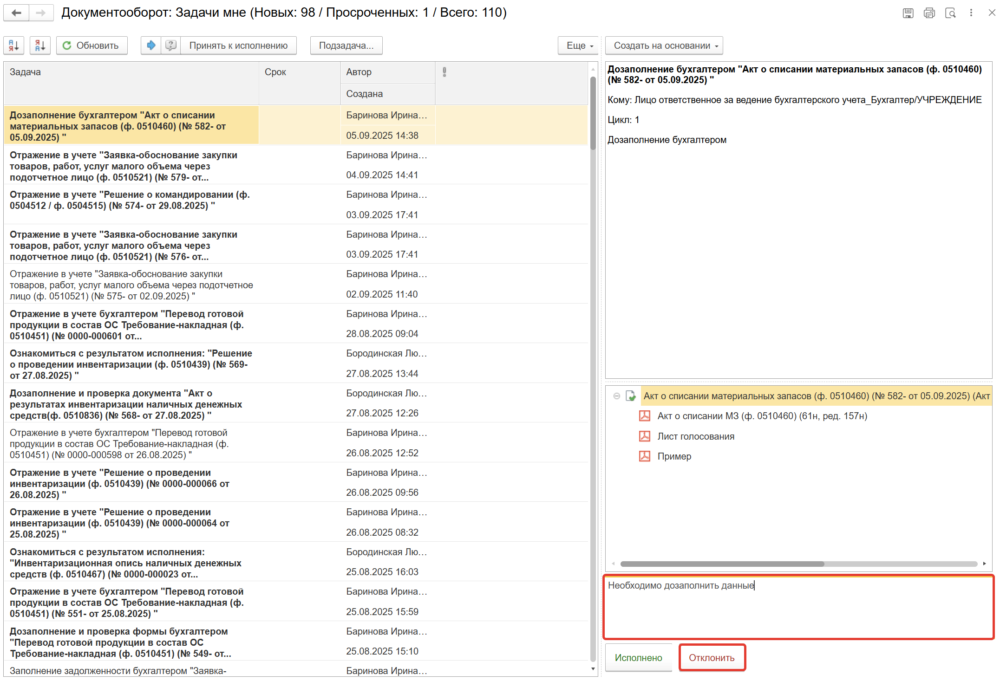 Документооборот: Задачи мне (Новых: 98 / Просроченных: 1 / Всего: 110)
Обновить
Принять к исполнению
Подзадача...
Еще
Создать на основании
Задача
Срок
Автор
Создана
Дозаполнение бухгалтером "Акт о списании
материальных запасов (ф. 0510460) (№ 582- от
05.09.2025) "
Баринова Ирина...
05.09.2025 14:38
Отражение в учете "Заявка-обоснование закупки
товаров, работ, услуг малого объема через
подотчетное лицо (ф. 0510521) (№ 579- от...
Баринова Ирина...
04.09.2025 14:41
Отражение в учете "Решение о командировании (ф.
0504512 / ф. 0504515) (№ 574- от 29.08.2025) "
Баринова Ирина...
03.09.2025 17:41
Отражение в учете "Заявка-обоснование закупки
товаров, работ, услуг малого объема через
подотчетное лицо (ф. 0510521) (№ 576- от...
Баринова Ирина...
03.09.2025 17:41
Отражение в учете "Заявка-обоснование закупки
товаров, работ, услуг малого объема через подотчетное
лицо (ф. 0510521) (№ 575- от 02.09.2025) "
Баринова Ирина...
02.09.2025 11:40
Отражение в учете бухгалтером "Перевод готовой
продукции в состав ОС Требование-накладная (ф.
0510451) (№ 0000-000601 от...
Баринова Ирина...
28.08.2025 09:04
Ознакомиться с результатом исполнения: "Решение
о проведении инвентаризации (ф. 0510439) (№ 569-
от 27.08.2025) "
Бородинская Лю...
27.08.2025 13:44
Дозаполнение и проверка документа "Акт о
результатах инвентаризации наличных денежных
средств(ф. 0510836) (№ 568- от 27.08.2025) "
Бородинская Лю...
27.08.2025 12:26
Отражение в учете бухгалтером "Перевод готовой
продукции в состав ОС Требование-накладная (ф.
0510451) (№ 0000-000598 от 26.08.2025) "
Баринова Ирина...
26.08.2025 12:52
Отражение в учете "Решение о проведении
инвентаризации (ф. 0510439) (№ 0000-000066 от
26.08.2025) "
Баринова Ирина...
26.08.2025 09:56
Отражение в учете "Решение о проведении
инвентаризации (ф. 0510439) (№ 0000-000064 от
25.08.2025) "
Баринова Ирина...
26.08.2025 08:32
Ознакомиться с результатом исполнения:
"Инвентаризационная опись наличных денежных
средств (ф. 0510467) (№ 0000-000023 от...
Бородинская Лю...
25.08.2025 16:03
Отражение в учете бухгалтером "Перевод готовой
продукции в состав ОС Требование-накладная (ф.
0510451) (№ 551- от 25.08.2025) "
Баринова Ирина...
25.08.2025 15:59
Дозаполнение и проверка формы бухгалтером
"Перевод готовой продукции в состав ОС
Требование-накладная (ф. 0510451) (№ 549- от...
Баринова Ирина...
25.08.2025 15:10
Заполнение задолженности бухгалтером "Заявка-
Баринова Ирина...
Дозаполнение бухгалтером "Акт о списании материальных запасов (ф. 0510460)
(№ 582- от 05.09.2025) "
Кому: Лицо ответственное за ведение бухгалтерского учета_Бухгалтер/УЧРЕЖДЕНИЕ
Цикл: 1
Дозаполнение бухгалтером
Акт о списании материальных запасов (ф. 0510460) (№ 582- от 05.09.2025) (Акт
Акт о списании МЗ (ф. 0510460) (61н, ред. 157н)
Лист голосования
Пример
Необходимо дозаполнить данные
Исполнено
Отклонить